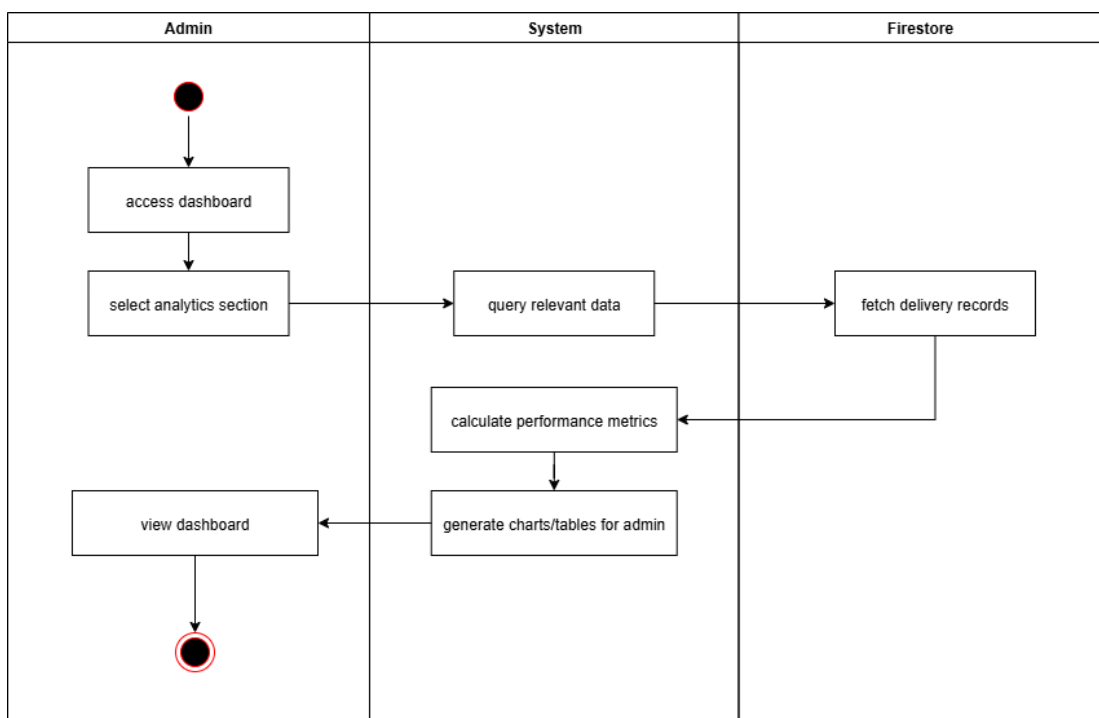 Admin
System
Firestore
access dashboard
select analytics section
query relevant data
fetch delivery records
calculate performance metrics
view dashboard
generate charts/tables for admin